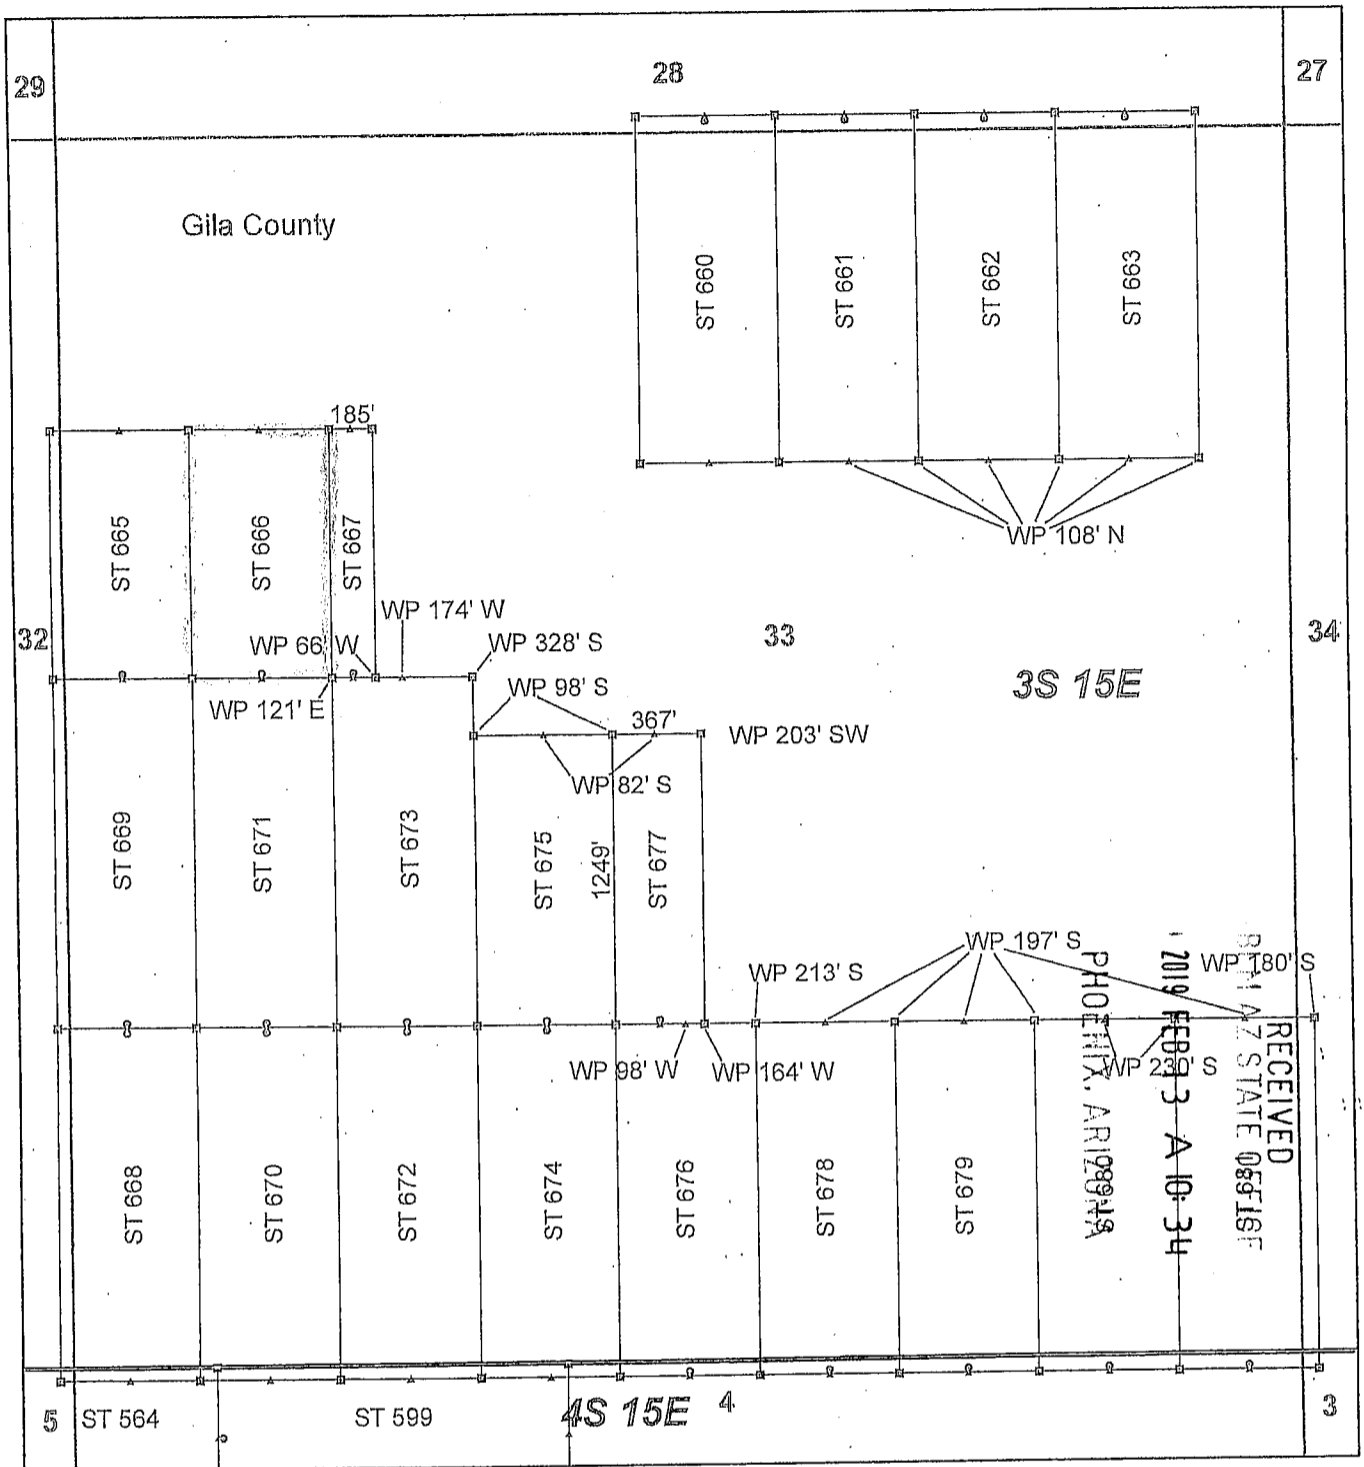 29
28
27
Gila County
ST 660
ST 661
ST 662
ST 663
185'
ST 665
ST 666
ST 667
WP 108' N
32
33
34
WP 174' W
WP 66' W
WP 328' S
3S 15E
WP 121' E
WP 98' S
367'
WP 203' SW
WP 82' S
ST 669
ST 671
ST 673
ST 675
1249'
ST 677
WP 197' S
WP 213' S
WP 180' S
WP 98' W
WP 164' W
WP 230' S
RECEIVED
BLM AZ STATE OFFICE
2019 FEB 13 A 10:34
PHOENIX, ARIZONA
ST 668
ST 670
ST 672
ST 674
ST 676
ST 678
ST 679
5
ST 564
ST 599
4S 15E
4
3